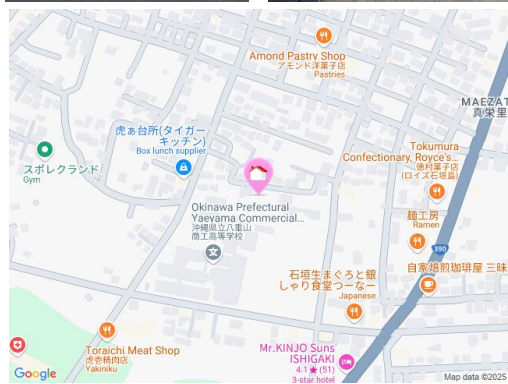 Amond Pastry Shop
アモンド洋菓子店
Pastries
MAEZAT
真栄里
虎ぁ台所(タイガー
キッチン)
Box lunch supplier
スポレクランド
Gym
Tokumura
Confectionary, Royce's...
徳村菓子店
(ロイズ石垣島)
Okinawa Prefectural
Yaeyama Commercial...
沖縄県立八重山
商工高等学校
麺工房
Ramen
390
自家焙煎珈琲屋 三昧
石垣生まぐろと銀
しゃり食堂つーなー
Japanese
Toraichi Meat Shop
虎壱精肉店
Yakiniku
Mr.KINJO Suns
ISHIGAKI
4.1★(51)
3-star hotel
Google
Map data ©2025